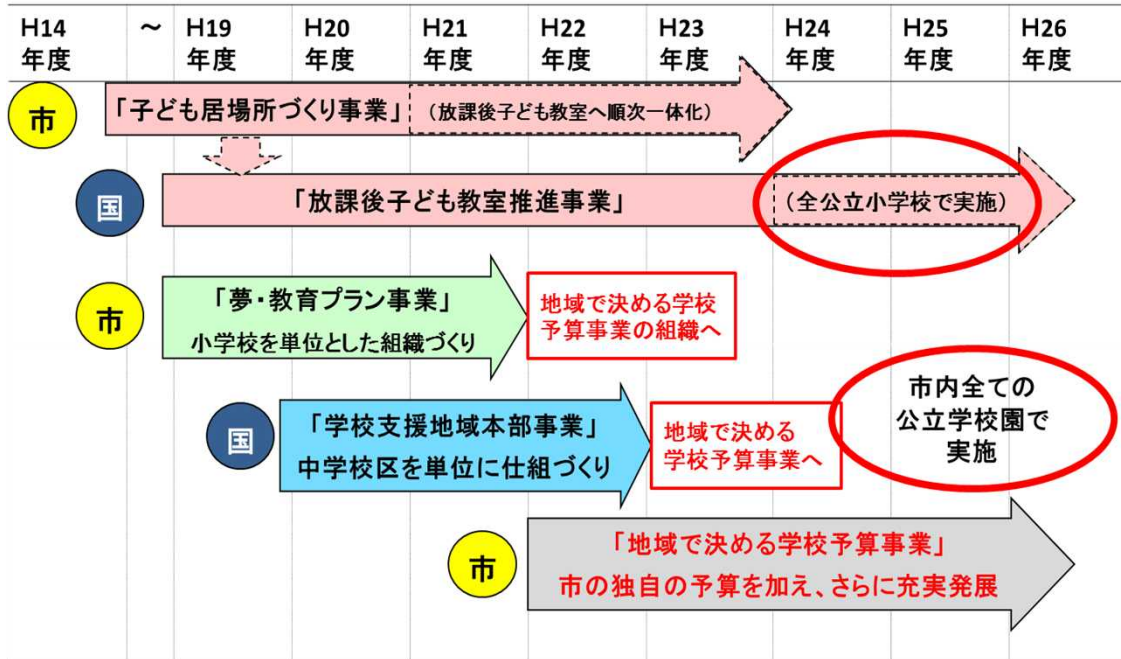 H14 ～ H19 H20 H21 H22 H23 H24 H25 H26
年度 年度 年度 年度 年度 年度 年度 年度 年度
市
「子ども居場所づくり事業」
(放課後子ども教室へ順次一体化)
国
「放課後子ども教室推進事業」
(全公立小学校で実施)
市
「夢・教育プラン事業」
小学校を単位とした組織づくり
地域で決める学校
予算事業の組織へ
国
「学校支援地域本部事業」
中学校区を単位に仕組づくり
地域で決める
学校予算事業へ
市内全ての
公立学校園で
実施
市
「地域で決める学校予算事業」
市の独自の予算を加え、さらに充実発展